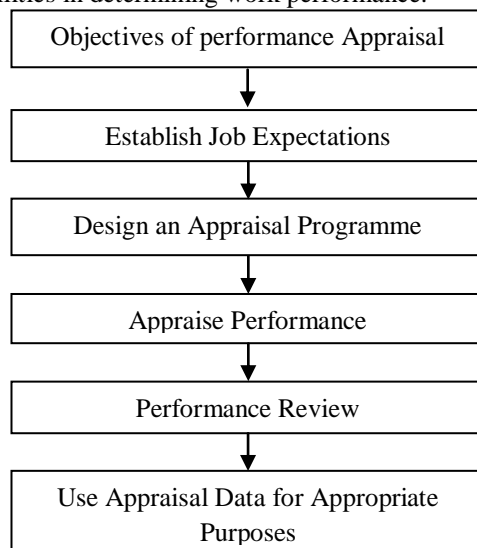 in determining work performance.
Objectives of performance Appraisal
Establish Job Expectations
Design an Appraisal Programme
Appraise Performance
Performance Review
Use Appraisal Data for Appropriate
Purposes